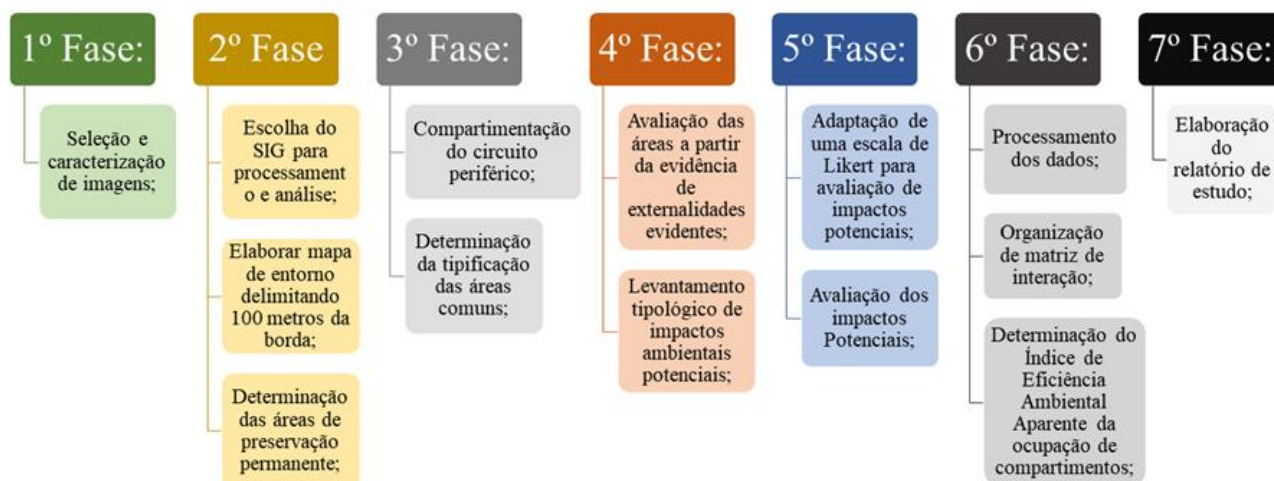 1º Fase:
Seleção e
caracterização
de imagens;
2º Fase
Escolha do
SIG para
processament
o e análise;
Elaborar mapa
de entorno
delimitando
100 metros da
borda;
Determinação
das áreas de
preservação
permanente;
3º Fase:
Compartimentação
do circuito
periférico;
Determinação
da tipificação
das áreas
comuns;
4º Fase:
Avaliação das
áreas a partir
da evidência
de
externalidades
evidentes;
Levantamento
tipológico de
impactos
ambientais
potenciais;
5º Fase:
Adaptação de
uma escala de
Likert para
avaliação de
impactos
potenciais;
Avaliação dos
impactos
Potenciais;
6º Fase:
Processamento
dos dados;
Organização
de matriz de
interação;
Determinação do
Índice de
Eficiência
Ambiental
Aparente da
ocupação de
compartimentos;
7º Fase:
Elaboração
do
relatório de
estudo;